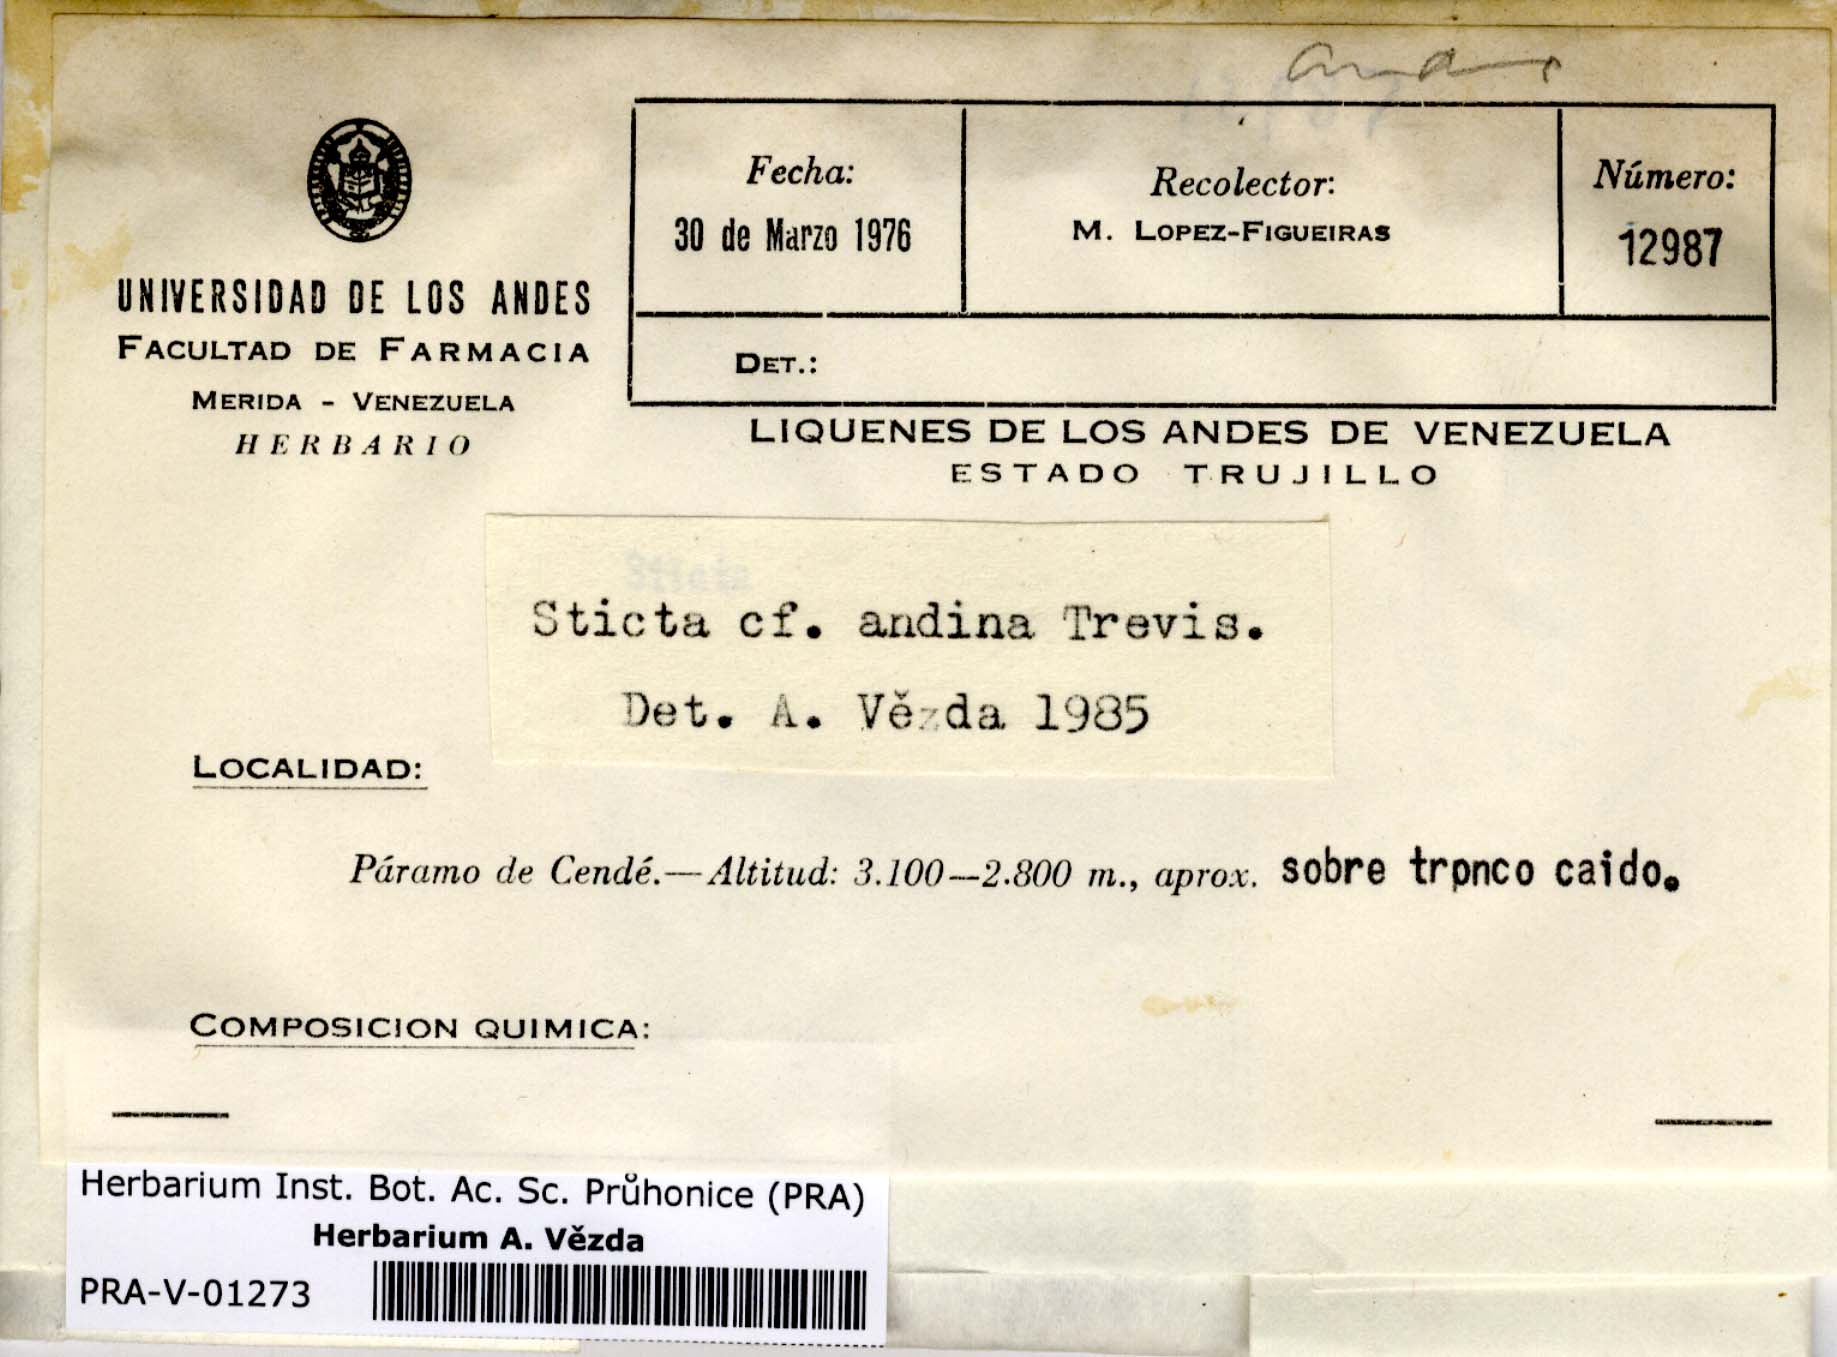 Fecha:
30 de Marzo 1976
Recolector:
M. LOPEZ-FIGUEIRAS
Número:
12987
UNIVERSIDAD DE LOS ANDES
FACULTAD DE FARMACIA
MERIDA - VENEZUELA
HERBARIO
DET.:
LIQUENES DE LOS ANDES DE VENEZUELA
ESTADO TRUJILLO
Sticta
Sticta cf. andina Trevis.
Det. A. Vězda 1985
LOCALIDAD:
Páramo de Cendé.—Altitud: 3.100—2.800 m., aprox. sobre trpnco caido.
COMPOSICION QUIMICA:
Herbarium Inst. Bot. Ac. Sc. Průhonice (PRA)
Herbarium A. Vězda
PRA-V-01273